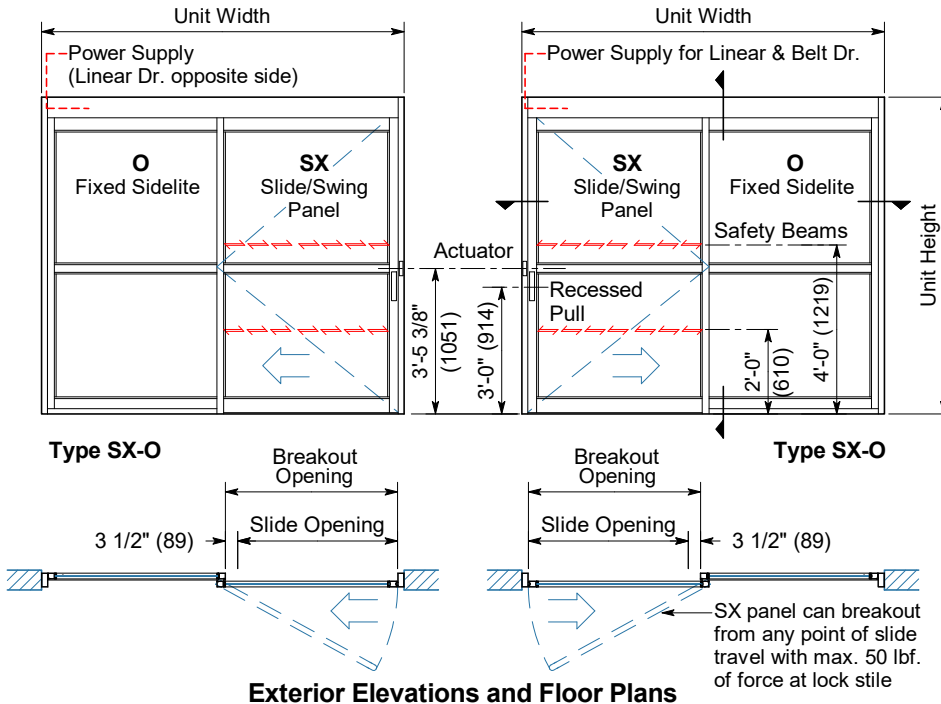 Unit Width
Unit Width
Power Supply
(Linear Dr. opposite side)
Power Supply for Linear & Belt Dr.
O
Fixed Sidelite
SX
Slide/Swing
Panel
SX
Slide/Swing
Panel
O
Fixed Sidelite
Safety Beams
Actuator
Recessed
Pull
3'-5 3/8"
(1051)
3'-0" (914)
2'-0"
(610)
4'-0" (1219)
Unit Height
Type SX-O
Type SX-O
Breakout
Opening
Slide Opening
3 1/2" (89)
Breakout
Opening
Slide Opening
3 1/2" (89)
SX panel can breakout
from any point of slide
travel with max. 50 lbf.
of force at lock stile
Exterior Elevations and Floor Plans